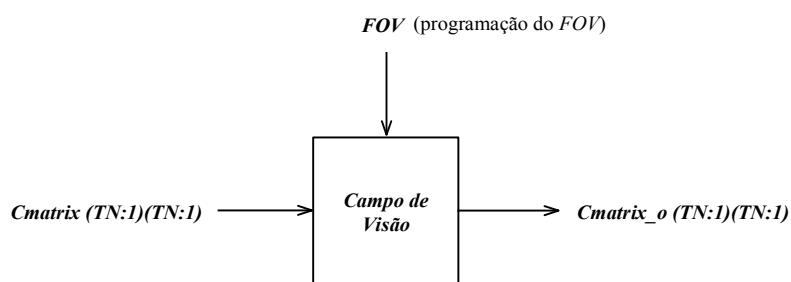 FOV (programação do FOV)
Cmatrix (TN:1)(TN:1)
Campo de
Visão
Cmatrix_o (TN:1)(TN:1)